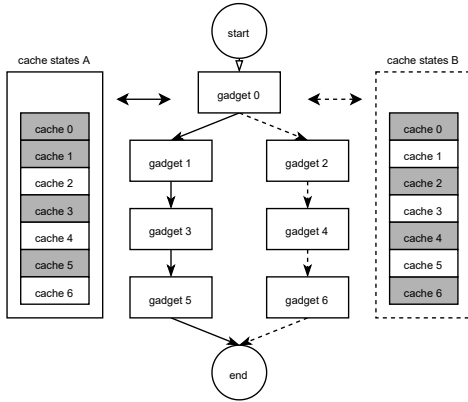 start
cache states A
cache states B
gadget 0
cache 0
cache 1
cache 2
cache 3
cache 4
cache 5
cache 6
gadget 1
gadget 2
gadget 3
gadget 4
gadget 5
gadget 6
cache 0
cache 1
cache 2
cache 3
cache 4
cache 5
cache 6
end